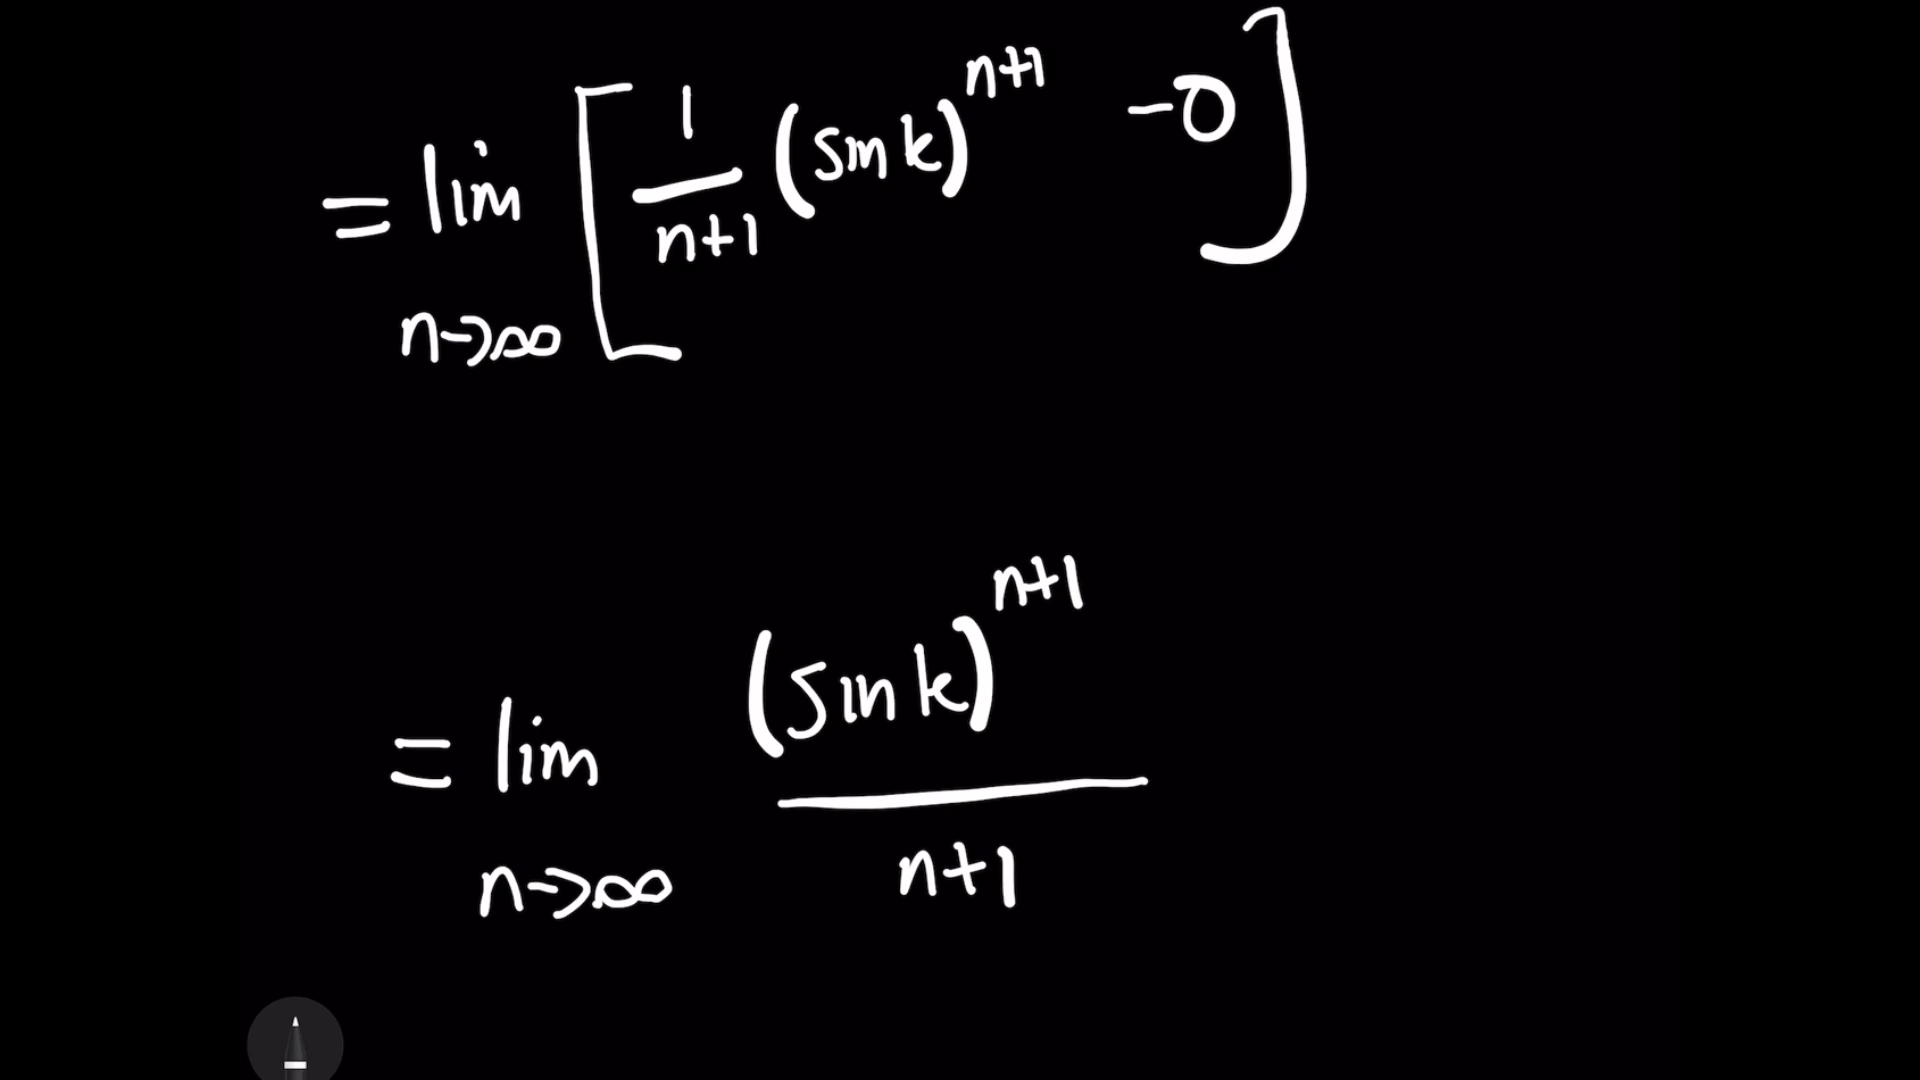 = lim n→∞ [ 1/n+1 (sin k)^n+1 -0 ]
= lim n→∞ (sin k)^n+1 / n+1